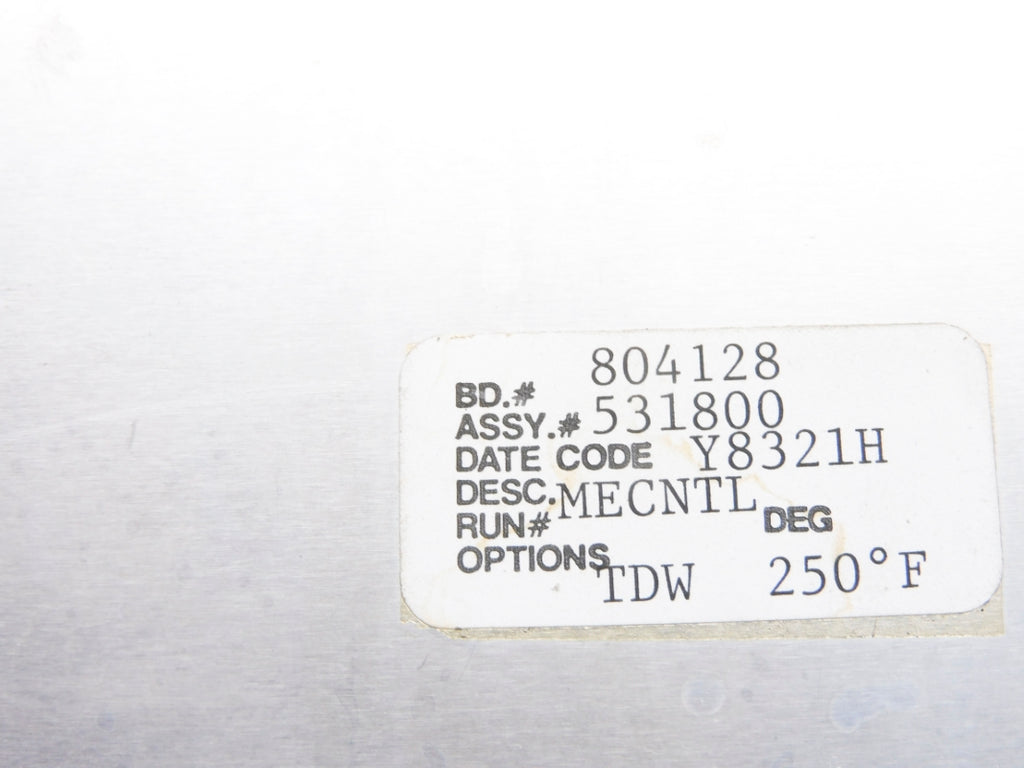 BD.# 804128
ASSY.# 531800
DATE CODE Y8321H
DESC. MECNTL
RUN# DEG
OPTIONS TDW 250°F